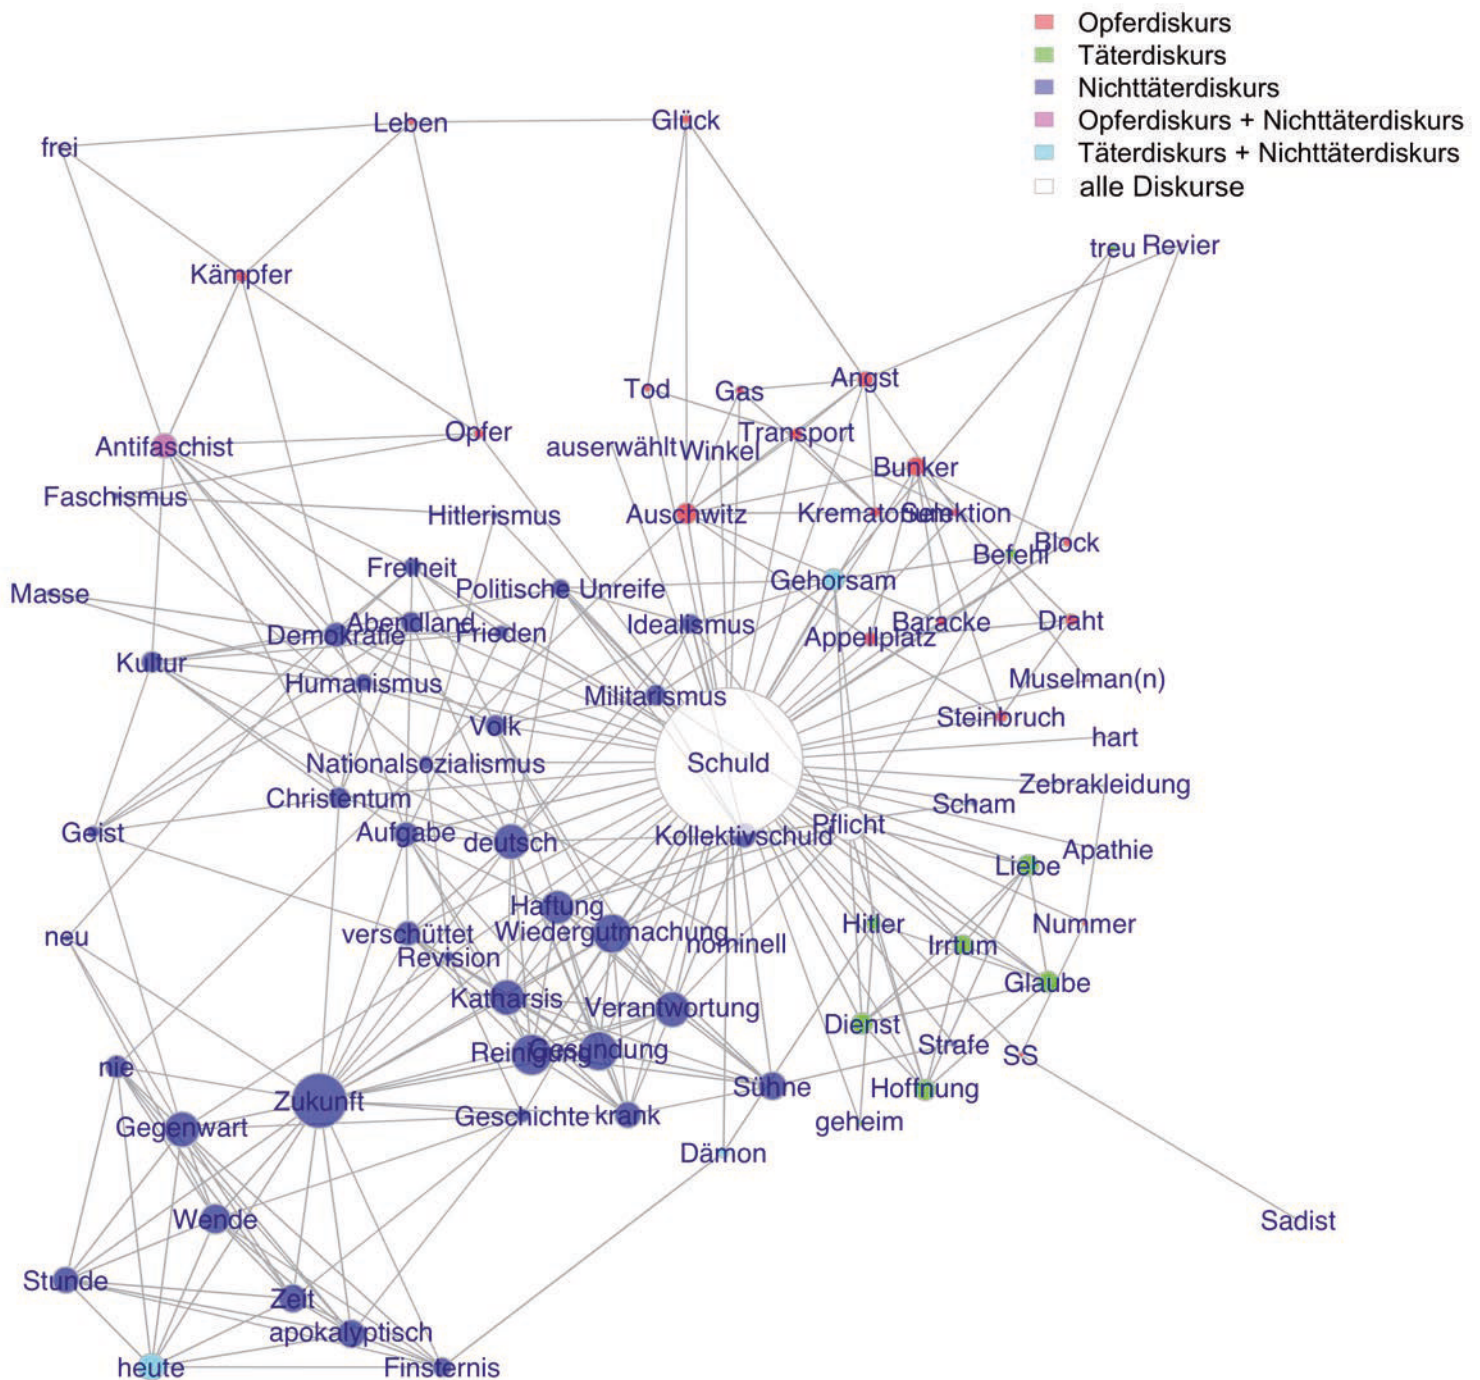 Opferdiskurs
Täterdiskurs
Nichttäterdiskurs
Opferdiskurs + Nichttäterdiskurs
Täterdiskurs + Nichttäterdiskurs
alle Diskurse
frei
Leben
Glück
treu
Revier
Kämpfer
Tod
Gas
Angst
Antifaschist
Opfer
auserwählt
Winkel
Transport
Bunker
Faschismus
Hitlerismus
Auschwitz
Krematorium
Selektion
Block
Befehl
Freiheit
Politische Unreife
Gehorsam
Masse
Demokratie
Abendland
Frieden
Idealismus
Appellplatz
Baracke
Draht
Kultur
Humanismus
Militarismus
Muselman(n)
Volk
Steinbruch
hart
Nationalsozialismus
Schuld
Zebrakleidung
Christentum
Scham
Geist
Aufgabe
deutsch
Kollektivschuld
Pflicht
Apathie
Liebe
Haftung
neu
verschüttet
Wiedergutmachung
nominell
Hitler
Irrtum
Nummer
Revision
Glaube
Katharsis
Verantwortung
Dienst
Reinigung
Gesundung
Strafe
SS
nie
Zukunft
Sühne
Hoffnung
Gegenwart
Geschichte
krank
geheim
Dämon
Wende
Sadist
Stunde
Zeit
apokalyptisch
heute
Finsternis